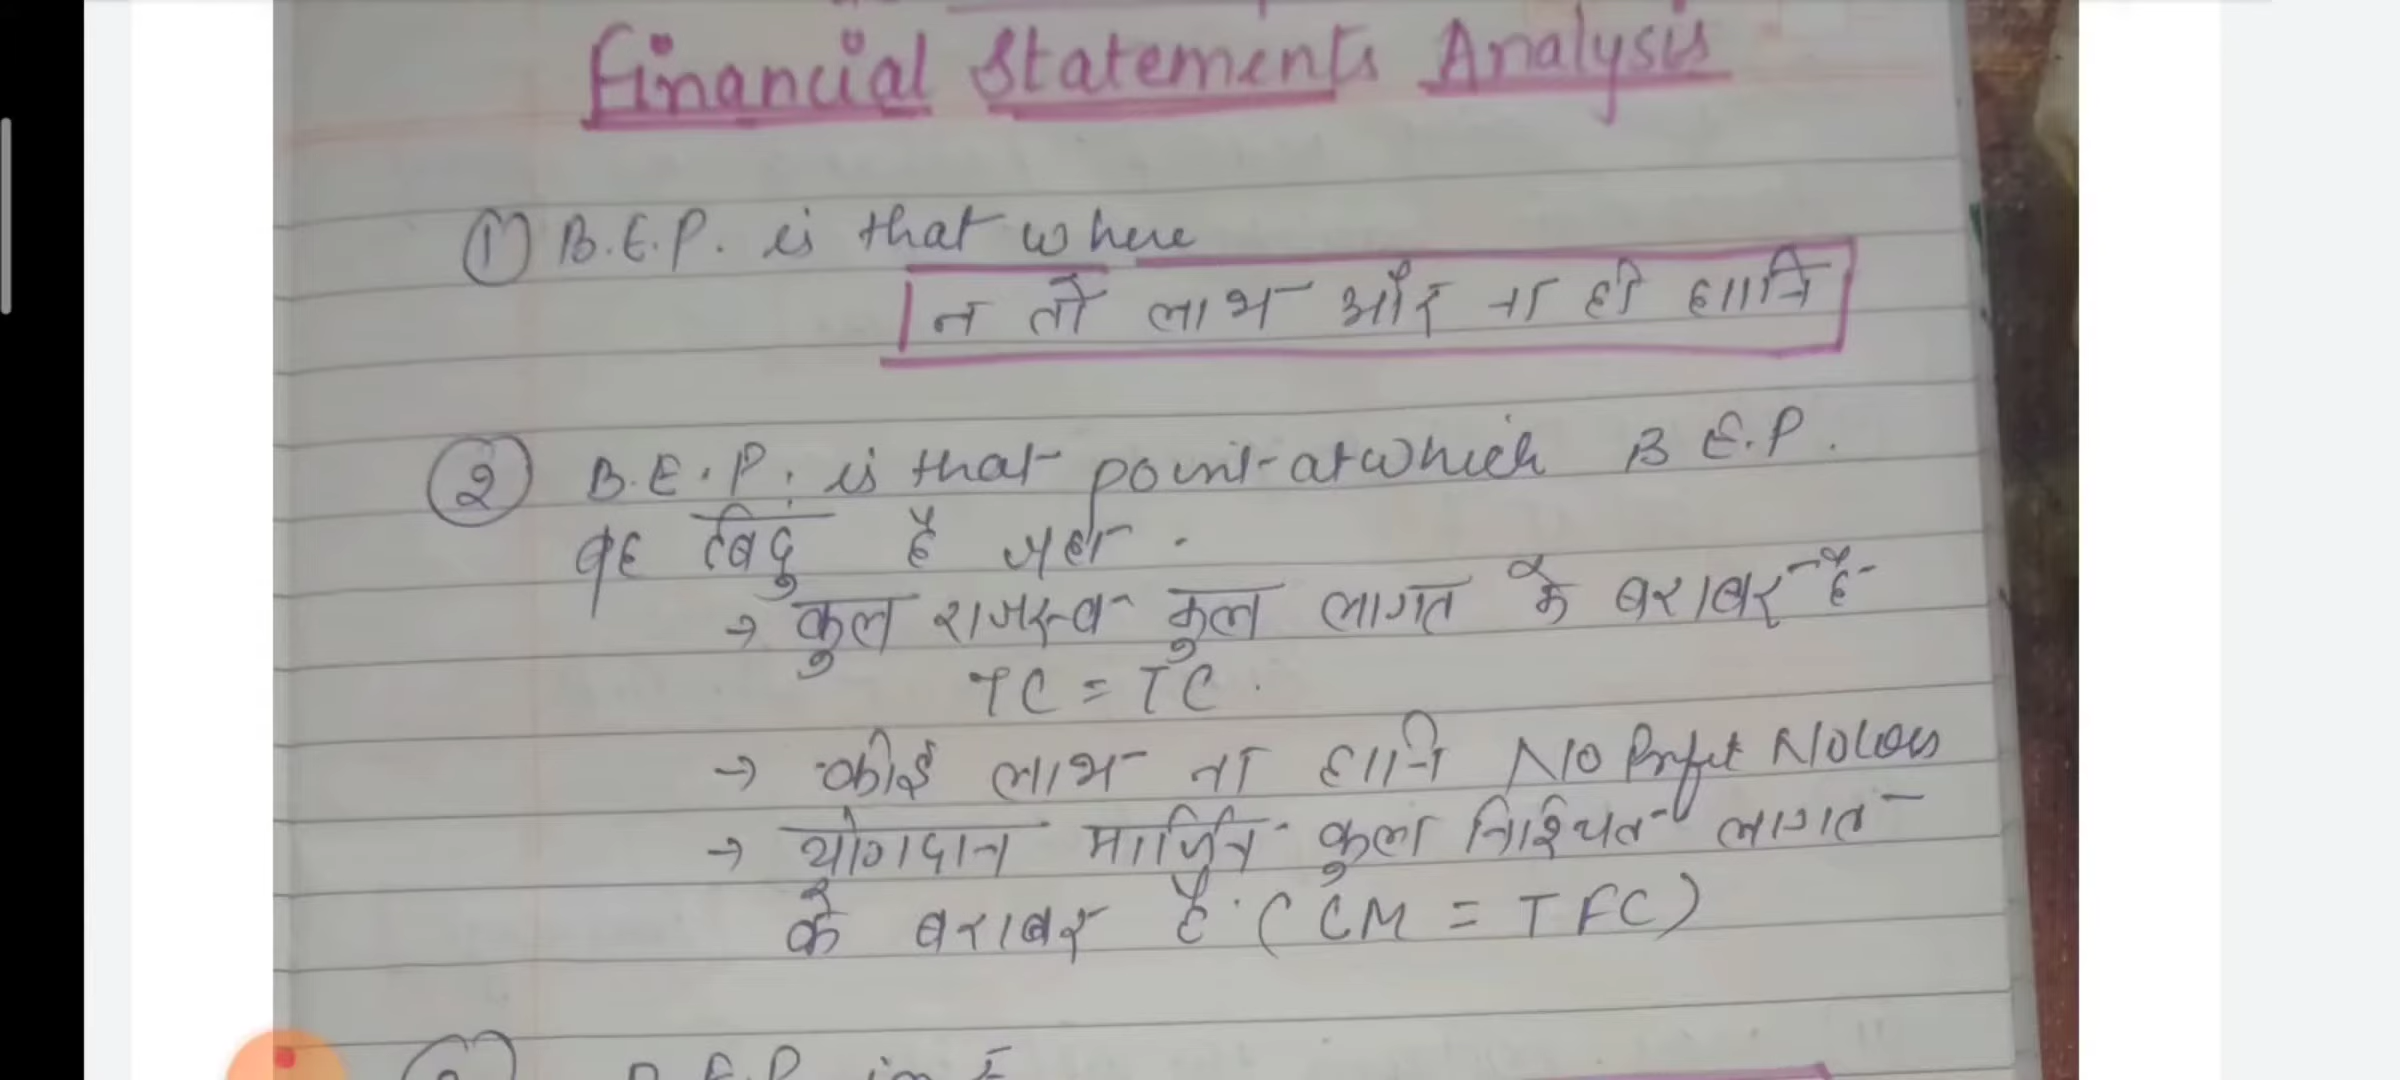 Financial Statements Analysis
① B.E.P. is that where
न तो लाभ और ना ही हानि
② B.E.P. is that point at which B.E.P.
वह बिंदु है जहा .
→ कुल राजस्व कुल लागत के बराबर है
TC = TC.
→ कोई लाभ ना हानि No Profit No Loss
→ योगदान मार्जिन कुल निश्चित लागत
के बराबर है. (CM = TFC)
B.E.P in